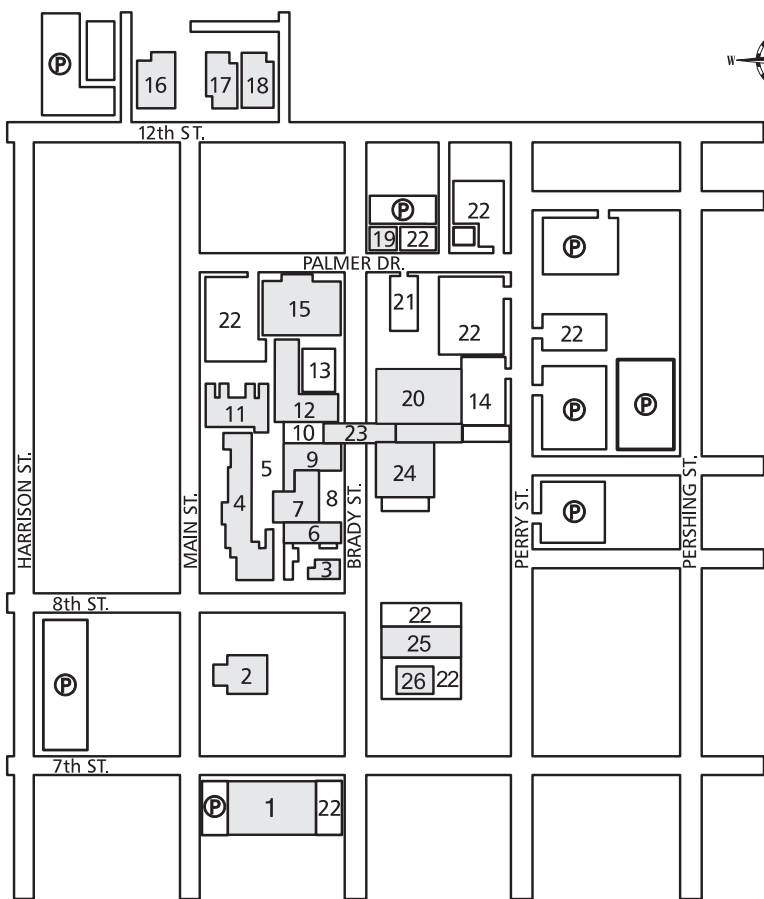 P
16
17
18
W
12th ST.
P
19
22
22
P
PALMER DR.
22
15
21
22
22
13
20
14
P
P
11
12
10
23
9
5
24
4
8
7
6
3
P
HARRISON ST.
MAIN ST.
BRADY ST.
PERRY ST.
PERSHING ST.
8th ST.
22
25
26
22
P
2
7th ST.
P
1
22